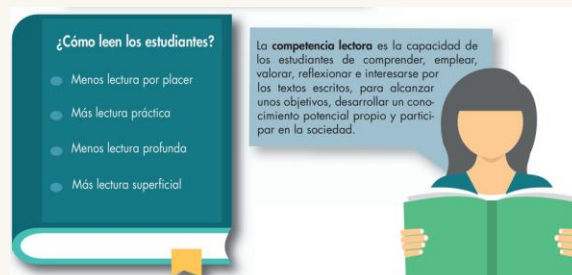 ¿Cómo leen los estudiantes?
Menos lectura por placer
Más lectura práctica
Menos lectura profunda
Más lectura superficial
La competencia lectora es la capacidad de
los estudiantes de comprender, emplear,
valorar, reflexionar e interesarse por
los textos escritos, para alcanzar
unos objetivos, desarrollar un cono-
cimiento potencial propio y partici-
par en la sociedad.